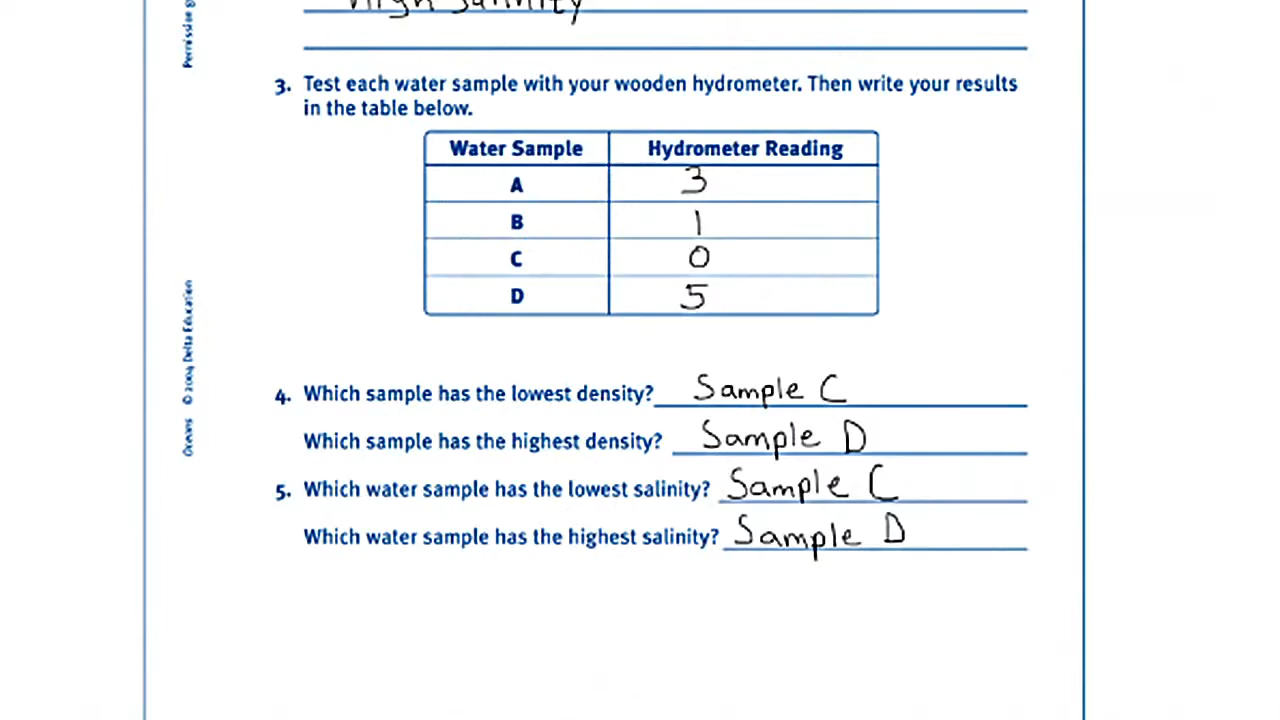 High Salinity
3. Test each water sample with your wooden hydrometer. Then write your results
in the table below.
Water Sample Hydrometer Reading
A 3
B 1
C 0
D 5
4. Which sample has the lowest density? Sample C
Which sample has the highest density? Sample D
5. Which water sample has the lowest salinity? Sample C
Which water sample has the highest salinity? Sample D
Oceans © 2004 Delta Education